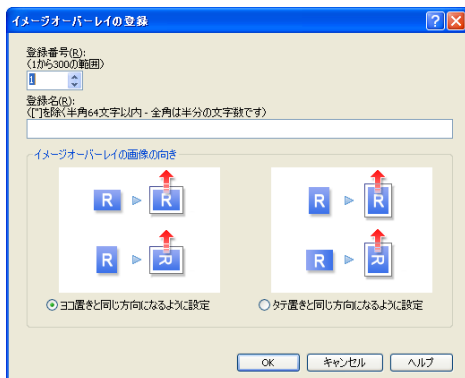 イメージオーバーレイの登録
登録番号(R):
(1から300の範囲)
1
登録名(R):
(["]を除く半角64文字以内 - 全角は半分の文字数です)
イメージオーバーレイの画像の向き
R R R R
R R R R
ヨコ置きと同じ方向になるように設定 タテ置きと同じ方向になるように設定
OK キャンセル ヘルプ